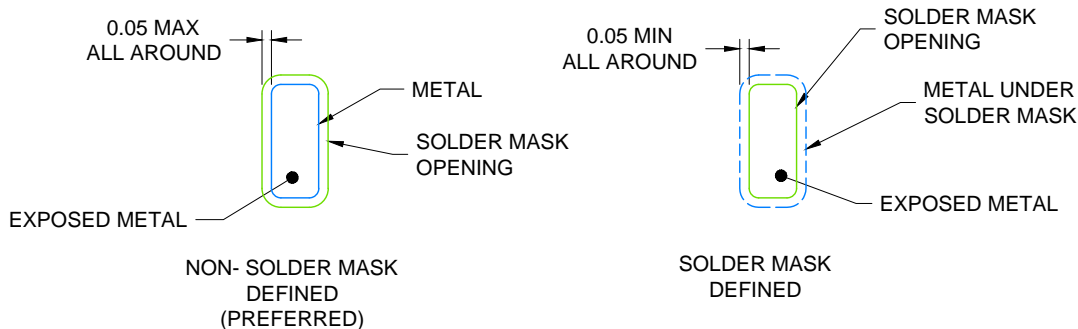 0.05 MAX
ALL AROUND
METAL
SOLDER MASK
OPENING
EXPOSED METAL
NON- SOLDER MASK
DEFINED
(PREFERRED)
0.05 MIN
ALL AROUND
SOLDER MASK
OPENING
METAL UNDER
SOLDER MASK
EXPOSED METAL
SOLDER MASK
DEFINED